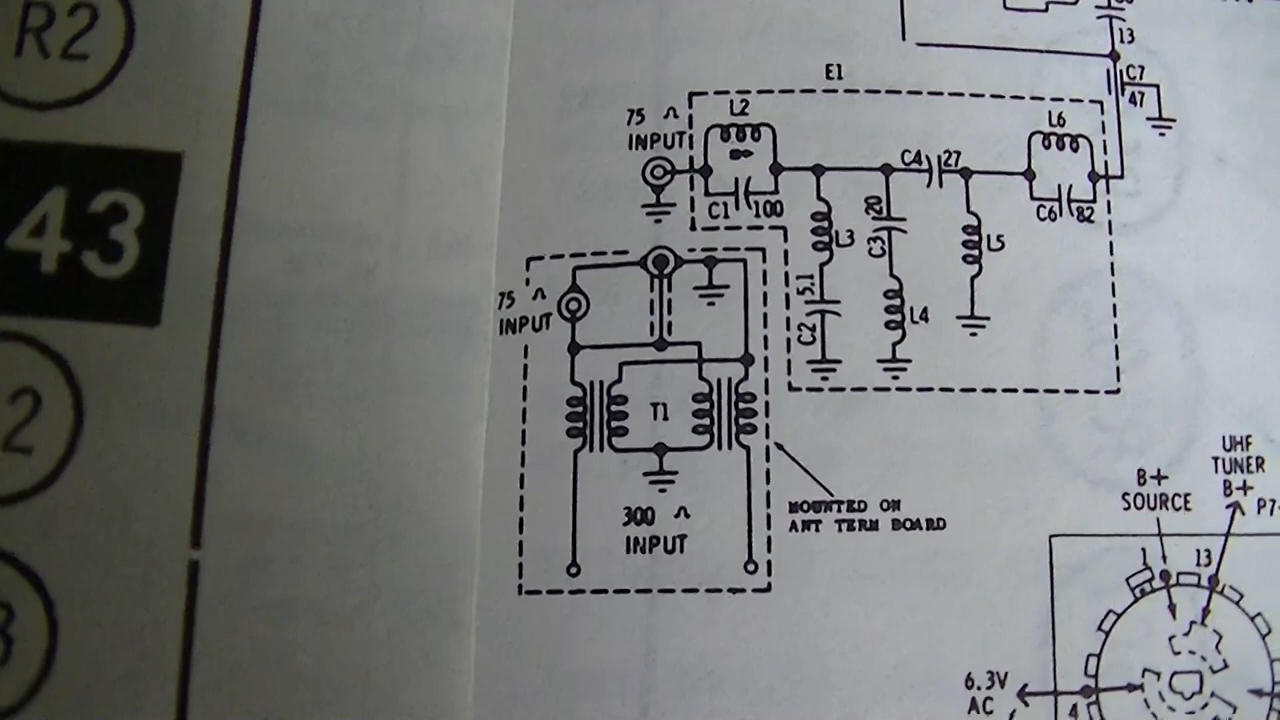 R2
43
2
13
C7
47
E1
75 Ω
INPUT
L2
C1
100
L3
5.1
C2
20
C3
L4
C4
27
L5
L6
C6
82
75 Ω
INPUT
T1
300 Ω
INPUT
MOUNTED ON
ANT TERM BOARD
B+
SOURCE
UHF
TUNER
B+
P7
1
13
6.3V
AC
4